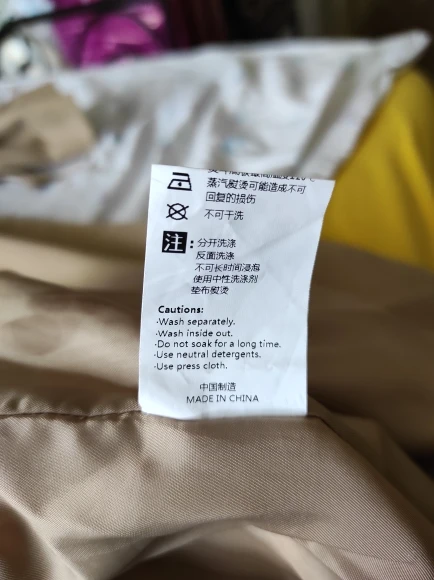 蒸汽熨烫可能造成不可
回复的损伤
不可干洗
注:分开洗涤
反面洗涤
不可长时间浸泡
使用中性洗涤剂
垫布熨烫
Cautions:
·Wash separately.
·Wash inside out.
·Do not soak for a long time.
·Use neutral detergents.
·Use press cloth.
中国制造
MADE IN CHINA